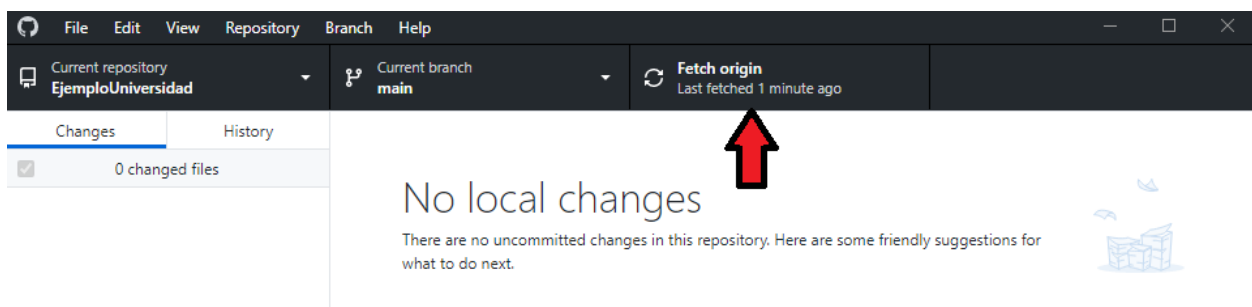 File Edit View Repository Branch Help
Current repository
EjemploUniversidad
Current branch
main
Fetch origin
Last fetched 1 minute ago
Changes History
0 changed files
No local changes
There are no uncommitted changes in this repository. Here are some friendly suggestions for
what to do next.